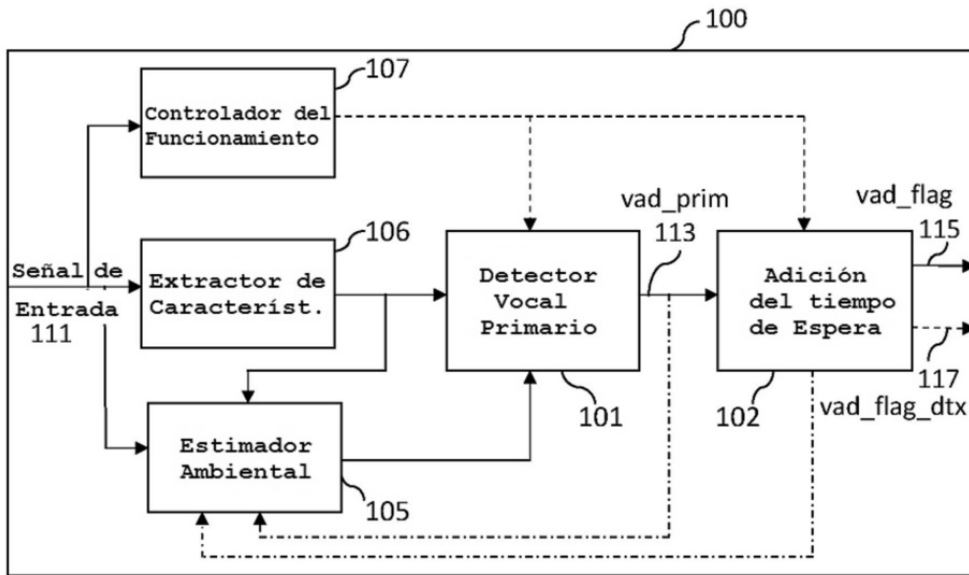 100
107
Controlador del
Funcionamiento
106
Señal de
Entrada
111
Extractor de
Característ.
vad_prim
113
Detector
Vocal
Primario
101
Adición
del tiempo
de Espera
102
vad_flag
115
117
vad_flag_dtx
Estimador
Ambiental
105